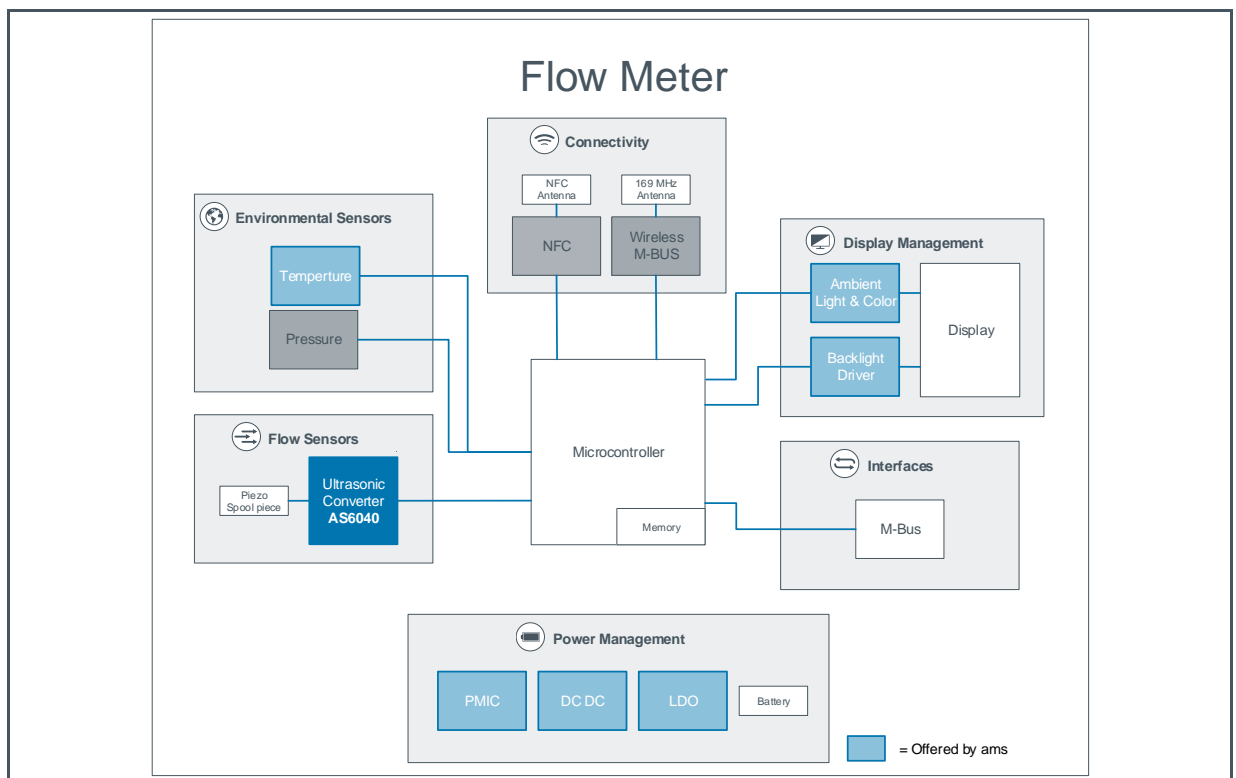 Flow Meter
Connectivity
NFC
Antenna
169 MHz
Antenna
NFC
Wireless
M-BUS
Environmental Sensors
Temperture
Pressure
Display Management
Ambient
Light & Color
Backlight
Driver
Display
Flow Sensors
Piezo
Spool piece
Ultrasonic
Converter
AS6040
Microcontroller
Memory
Interfaces
M-Bus
Power Management
PMIC
DC DC
LDO
Battery
= Offered by ams